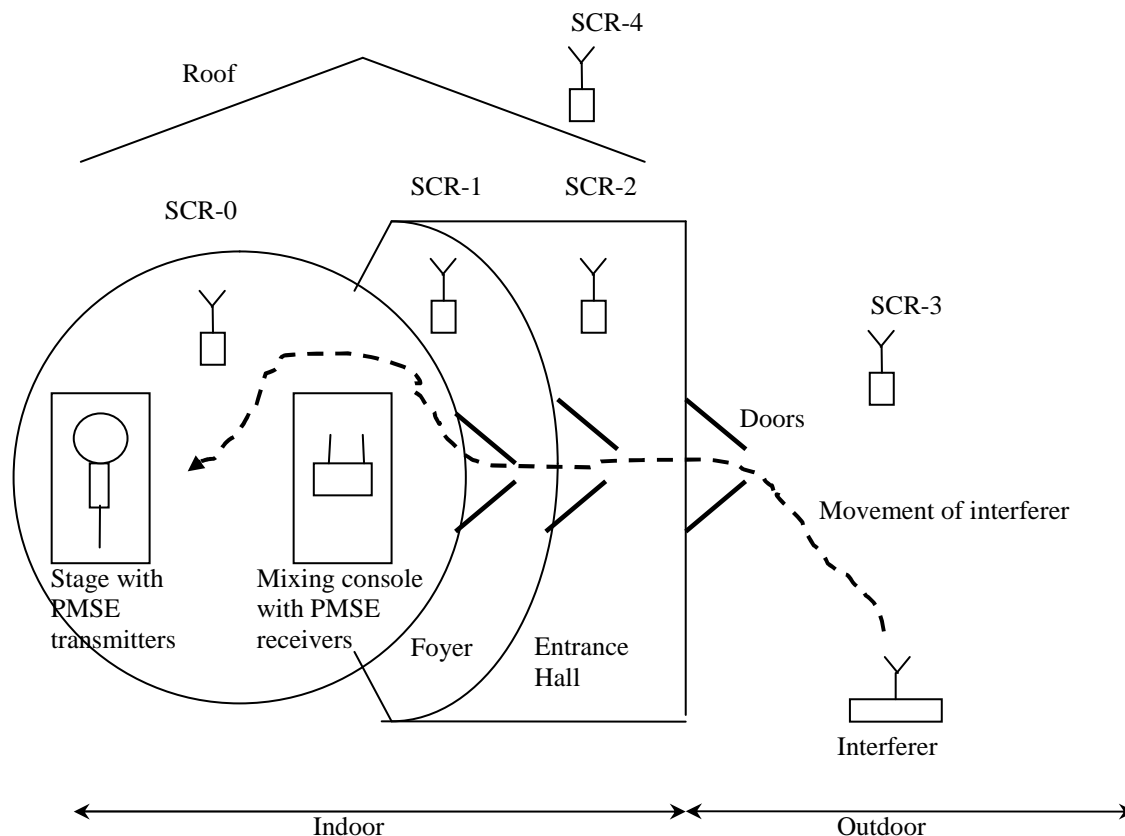 SCR-4
Roof
SCR-1
SCR-2
SCR-0
SCR-3
Doors
Movement of interferer
Stage with
PMSE
transmitters
Mixing console
with PMSE
receivers
Foyer
Entrance
Hall
Interferer
Indoor
Outdoor